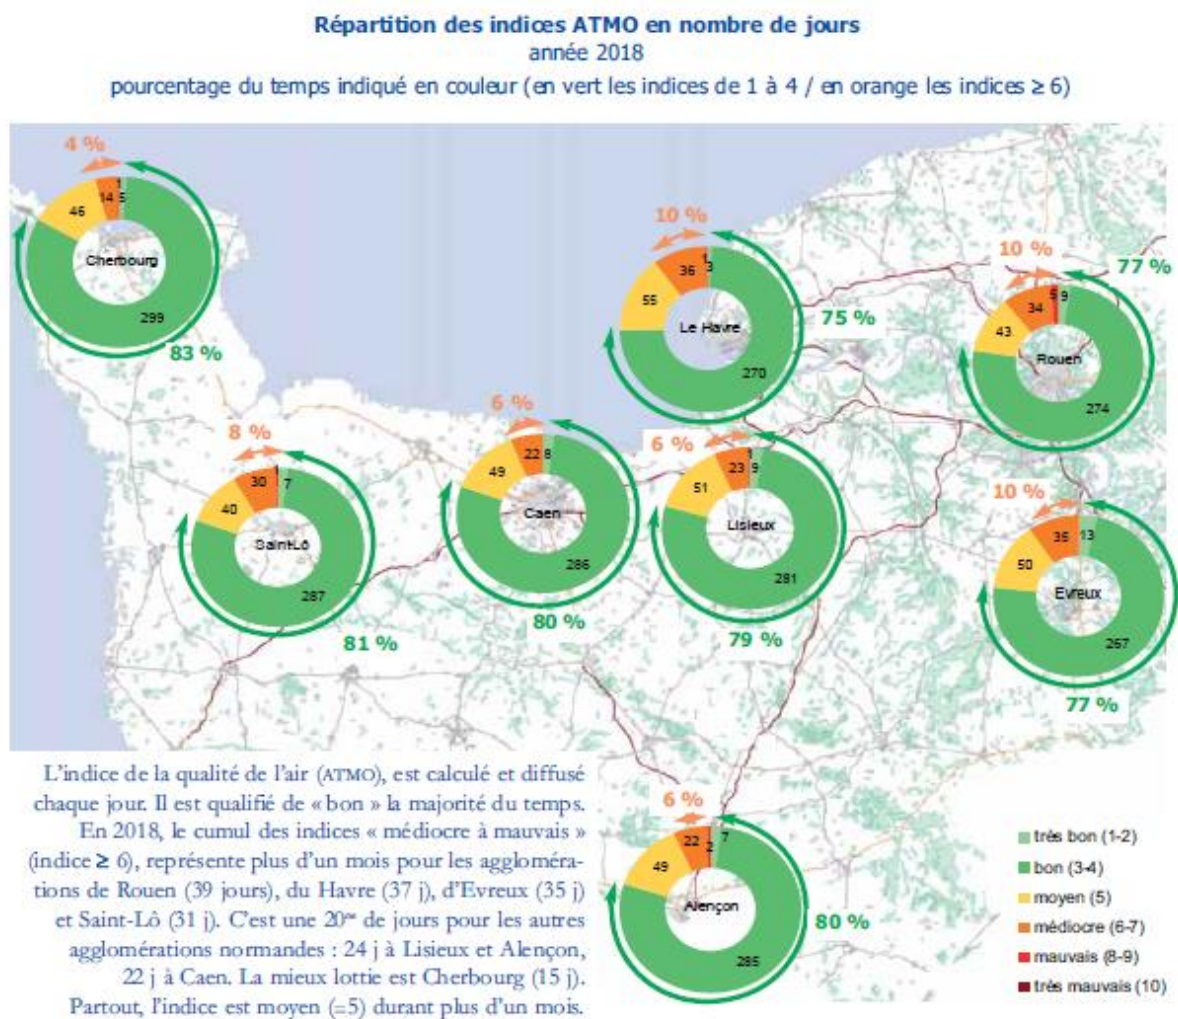 Répartition des indices ATMO en nombre de jours
année 2018
pourcentage du temps indiqué en couleur (en vert les indices de 1 à 4 / en orange les indices ≥ 6)
4 %
1
5
14
46
Cherbourg
299
83 %
10 %
1
3
36
55
Le Havre
270
75 %
10 %
77 %
5
9
34
43
Rouen
274
8 %
1
7
30
40
Saint-Lô
287
81 %
6 %
22
8
49
Caen
286
80 %
6 %
1
9
23
51
Lisieux
281
79 %
10 %
35
13
50
Evreux
267
77 %
6 %
22
2
7
49
Alençon
285
80 %
L'indice de la qualité de l'air (ATMO), est calculé et diffusé
chaque jour. Il est qualifié de « bon » la majorité du temps.
En 2018, le cumul des indices « médiocre à mauvais »
(indice ≥ 6), représente plus d'un mois pour les aggloméra-
tions de Rouen (39 jours), du Havre (37 j), d'Evreux (35 j)
et Saint-Lô (31 j). C'est une 20ne de jours pour les autres
agglomérations normandes : 24 j à Lisieux et Alençon,
22 j à Caen. La mieux lottie est Cherbourg (15 j).
Partout, l'indice est moyen (=5) durant plus d'un mois.
très bon (1-2)
bon (3-4)
moyen (5)
médiocre (6-7)
mauvais (8-9)
très mauvais (10)